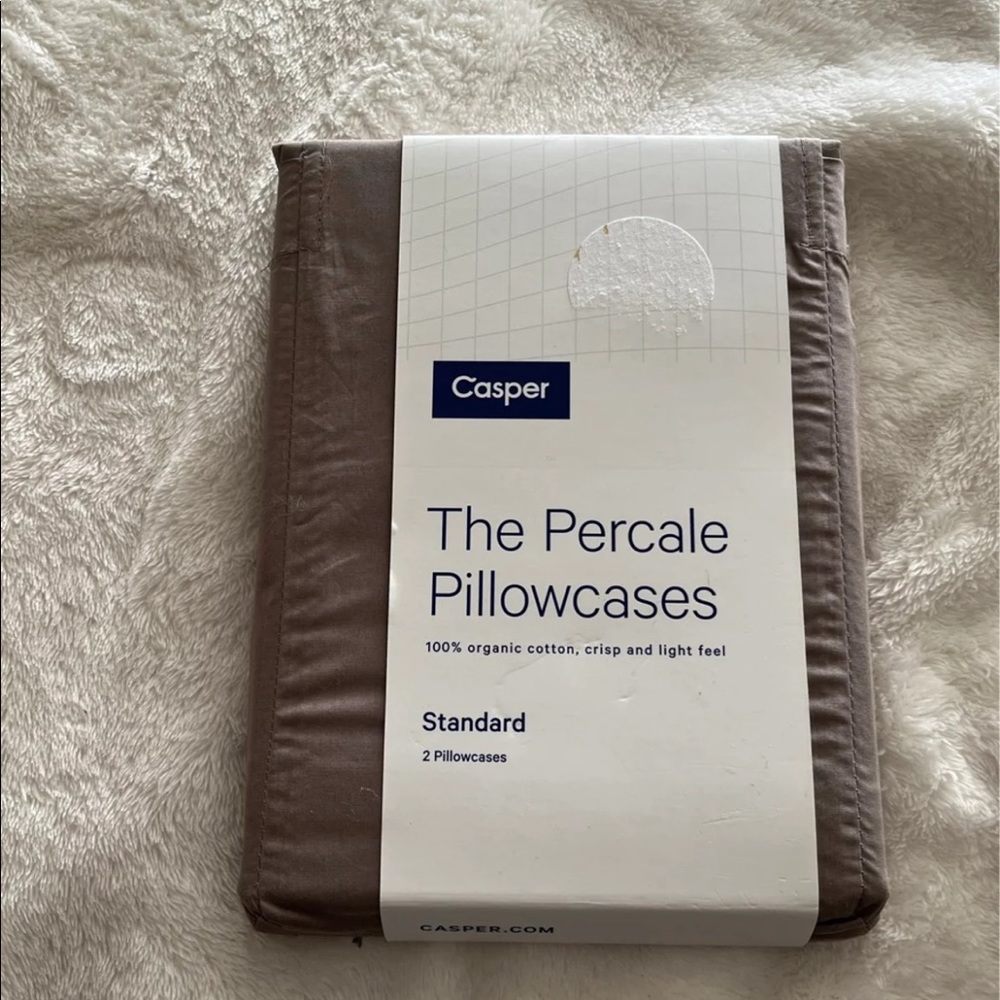 Casper
The Percale
Pillowcases
100% organic cotton, crisp and light feel
Standard
2 Pillowcases
CASPER.COM